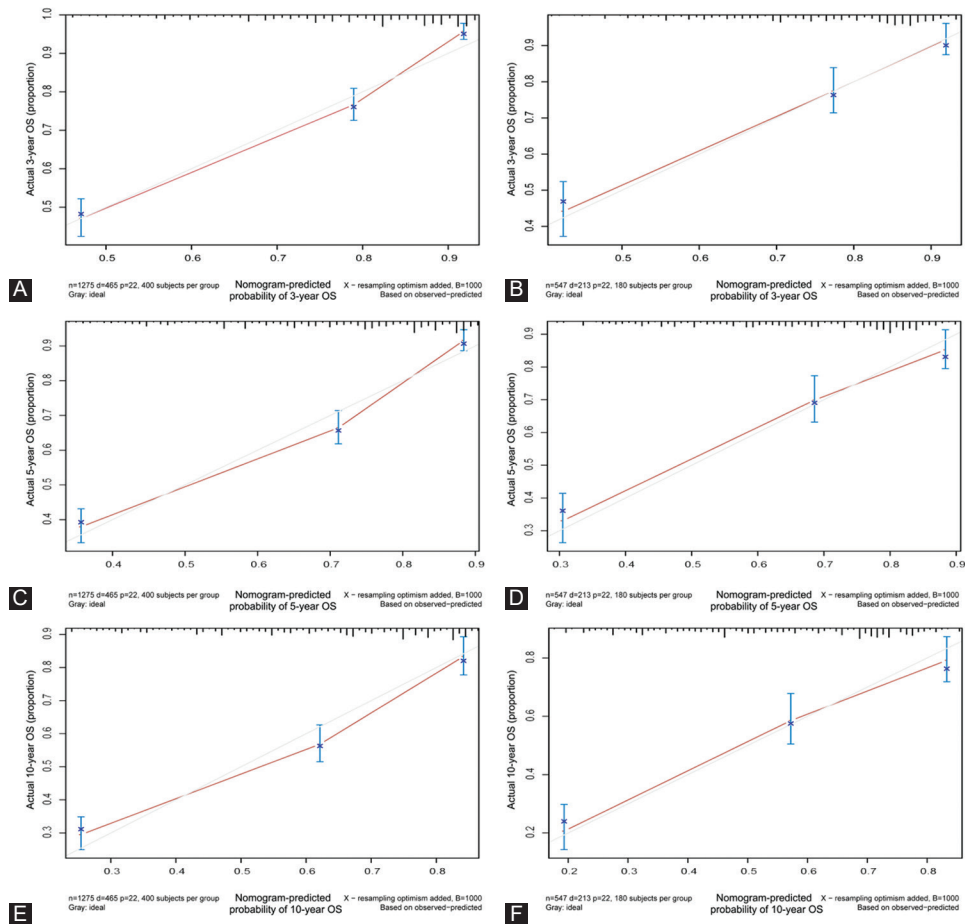 1.0
0.9
0.8
0.7
0.6
0.5
Actual 3-year OS (proportion)
0.5 0.6 0.7 0.8 0.9
A
n=1275 d=465 p=22, 400 subjects per group
Gray: ideal
Nomogram-predicted
probability of 3-year OS
X − resampling optimism added, B=1000
Based on observed−predicted
0.9
0.8
0.7
0.6
0.5
0.4
Actual 3-year OS (proportion)
0.5 0.6 0.7 0.8 0.9
B
n=547 d=213 p=22, 180 subjects per group
Gray: ideal
Nomogram-predicted
probability of 3-year OS
X − resampling optimism added, B=1000
Based on observed−predicted
0.9
0.8
0.7
0.6
0.5
0.4
Actual 5-year OS (proportion)
0.4 0.5 0.6 0.7 0.8 0.9
C
n=1275 d=465 p=22, 400 subjects per group
Gray: ideal
Nomogram-predicted
probability of 5-year OS
X − resampling optimism added, B=1000
Based on observed−predicted
0.9
0.8
0.7
0.6
0.5
0.4
0.3
Actual 5-year OS (proportion)
0.3 0.4 0.5 0.6 0.7 0.8 0.9
D
n=547 d=213 p=22, 180 subjects per group
Gray: ideal
Nomogram-predicted
probability of 5-year OS
X − resampling optimism added, B=1000
Based on observed−predicted
0.9
0.8
0.7
0.6
0.5
0.4
0.3
Actual 10-year OS (proportion)
0.3 0.4 0.5 0.6 0.7 0.8
E
n=1275 d=465 p=22, 400 subjects per group
Gray: ideal
Nomogram-predicted
probability of 10-year OS
X − resampling optimism added, B=1000
Based on observed−predicted
0.8
0.6
0.4
0.2
Actual 10-year OS (proportion)
0.2 0.3 0.4 0.5 0.6 0.7 0.8
F
n=547 d=213 p=22, 180 subjects per group
Gray: ideal
Nomogram-predicted
probability of 10-year OS
X − resampling optimism added, B=1000
Based on observed−predicted